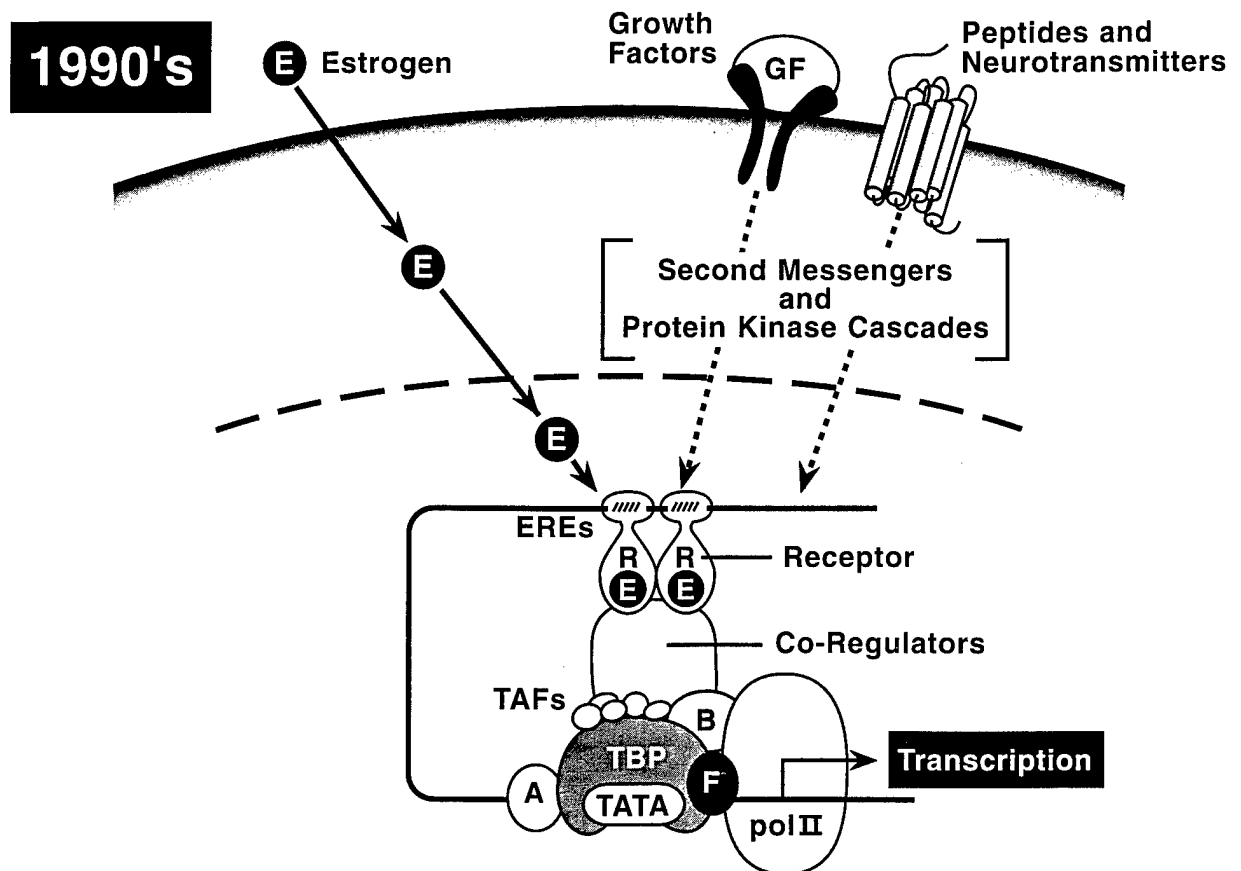 1990's
E Estrogen
Growth
Factors
GF
Peptides and
Neurotransmitters
E
Second Messengers
and
Protein Kinase Cascades
E
EREs
R
R
Receptor
E
E
Co-Regulators
TAFs
B
TBP
F
Transcription
A
TATA
pol II